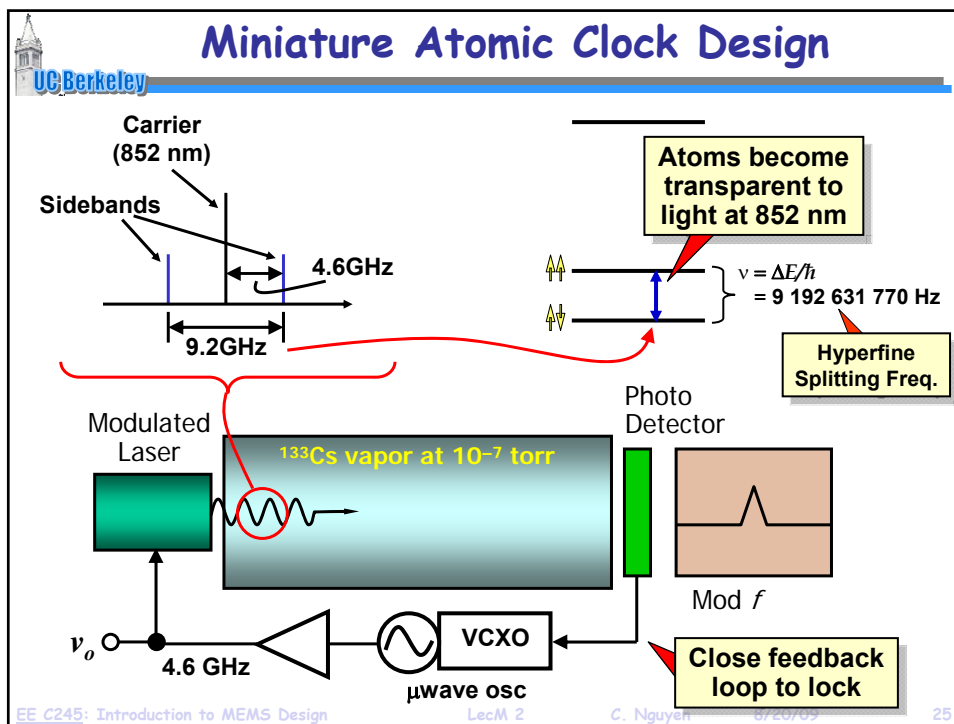 Miniature Atomic Clock Design
UC Berkeley
Carrier
(852 nm)
Sidebands
4.6GHz
9.2GHz
Atoms become
transparent to
light at 852 nm
ν = ΔE/ħ
= 9 192 631 770 Hz
Hyperfine
Splitting Freq.
Modulated
Laser
¹³³Cs vapor at 10⁻⁷ torr
Photo
Detector
Mod f
vₒ
4.6 GHz
VCXO
μwave osc
Close feedback
loop to lock
EE C245: Introduction to MEMS Design LecM 2 C. Nguyen 8/20/09 25